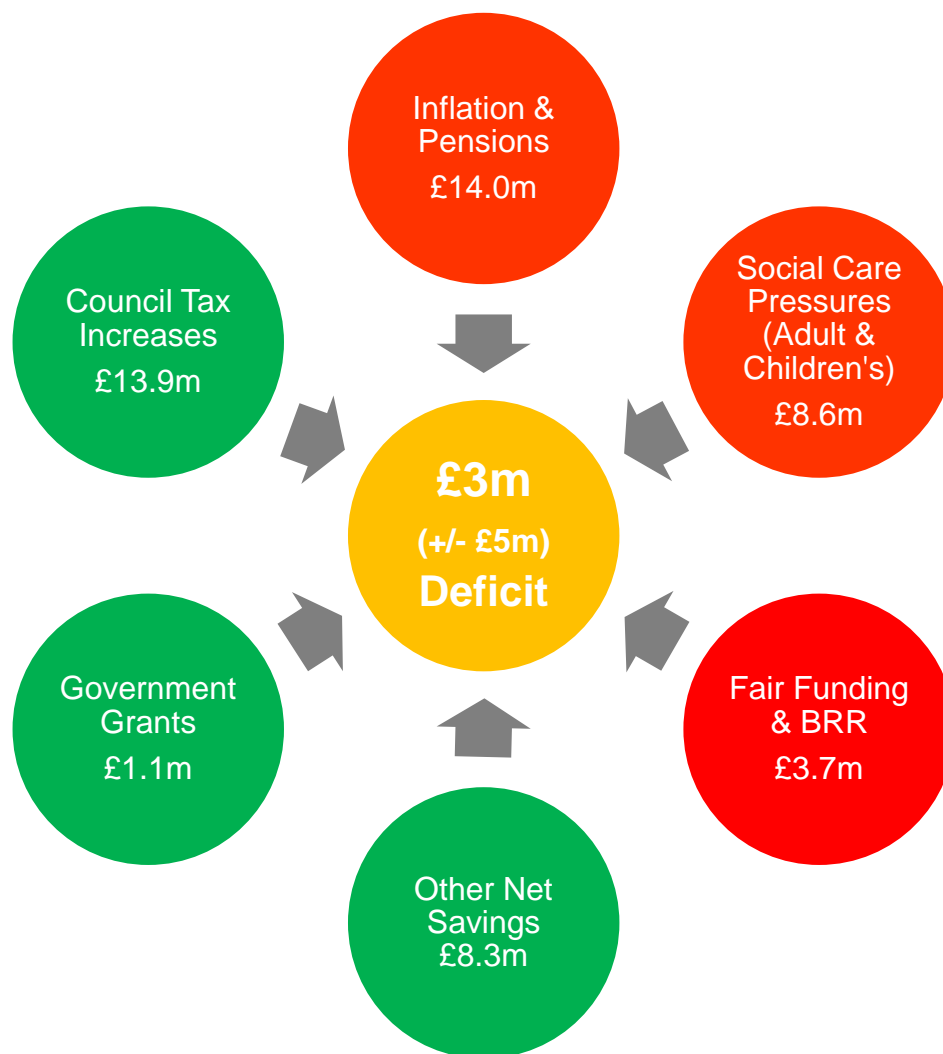 Inflation &
Pensions
£14.0m
Social Care
Pressures
(Adult &
Children's)
£8.6m
Fair Funding
& BRR
£3.7m
Other Net
Savings
£8.3m
Government
Grants
£1.1m
Council Tax
Increases
£13.9m
£3m
(+/- £5m)
Deficit